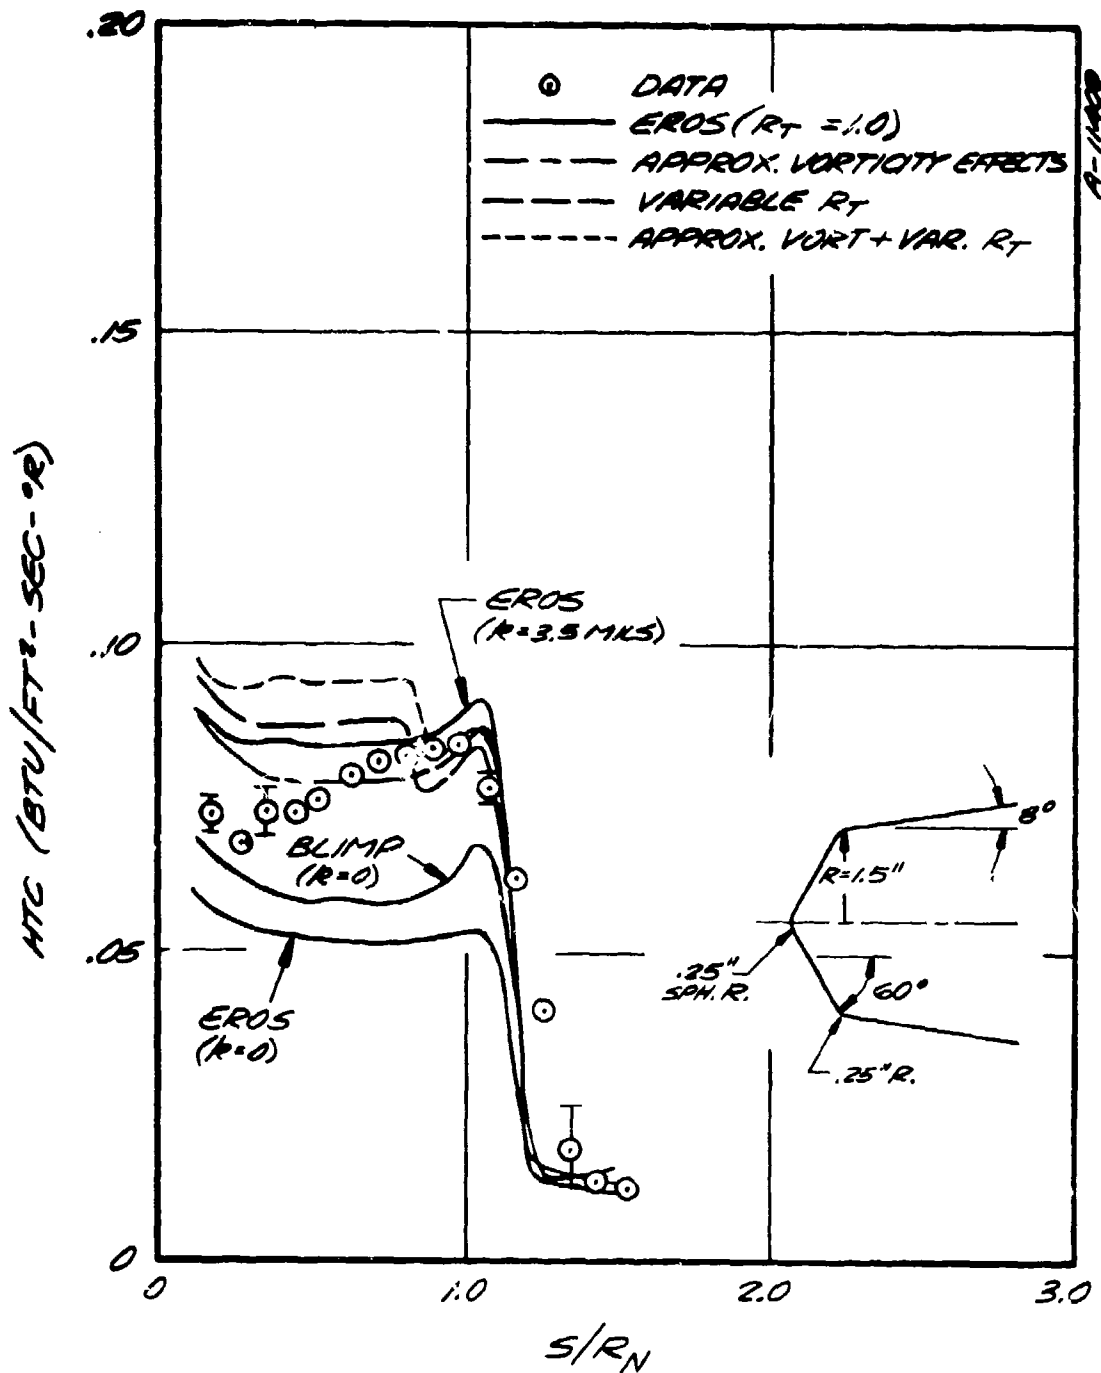 .20
DATA
EROS (RT = 1.0)
APPROX. VORTICITY EFFECTS
VARIABLE RT
APPROX. VORT + VAR. RT
.15
HTC (BTU/FT²-SEC-°R)
EROS
(k=3.5 MILS)
.10
BLIMP
(k=0)
.05
EROS
(k=0)
8°
R=1.5"
.25"
SPH. R.
60°
.25" R.
0
0
1.0
2.0
3.0
S/RN